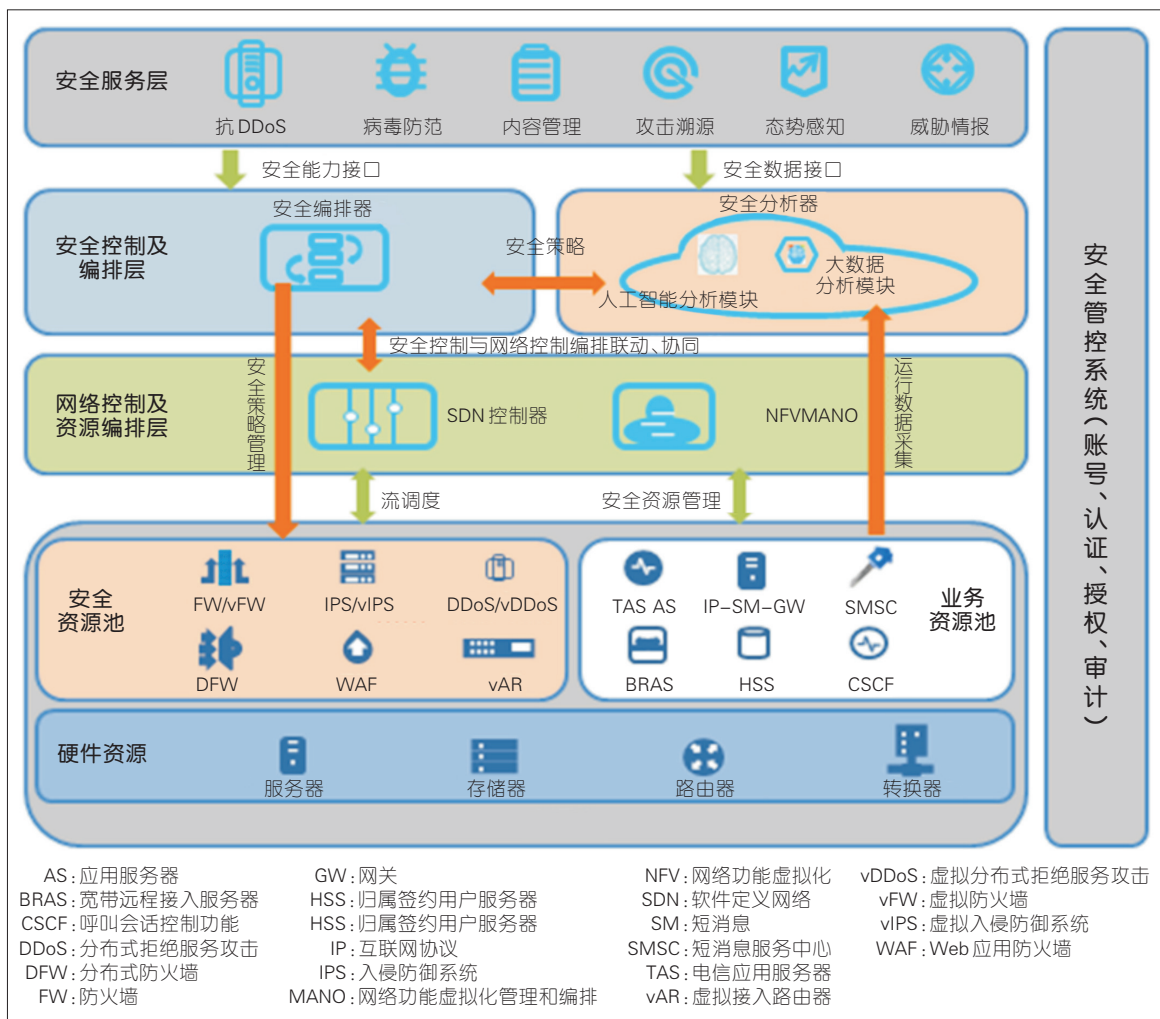 安全服务层
抗DDoS
病毒防范
内容管理
攻击溯源
态势感知
威胁情报
安全能力接口
安全数据接口
安全控制及
编排层
安全编排器
安全策略
安全分析器
人工智能分析模块
大数据
分析模块
安全控制与网络控制编排联动、协同
网络控制及
资源编排层
安全策略管理
SDN 控制器
NFVMANO
运行数据采集
流调度
安全资源管理
安全
资源池
FW/vFW
IPS/vIPS
DDoS/vDDoS
DFW
WAF
vAR
TAS AS
IP-SM-GW
SMSC
业务
资源池
BRAS
HSS
CSCF
硬件资源
服务器
存储器
路由器
转换器
安全管控系统（账号、认证、授权、审计）
AS：应用服务器
BRAS：宽带远程接入服务器
CSCF：呼叫会话控制功能
DDoS：分布式拒绝服务攻击
DFW：分布式防火墙
FW：防火墙
GW：网关
HSS：归属签约用户服务器
HSS：归属签约用户服务器
IP：互联网协议
IPS：入侵防御系统
MANO：网络功能虚拟化管理和编排
NFV：网络功能虚拟化
SDN：软件定义网络
SM：短消息
SMSC：短消息服务中心
TAS：电信应用服务器
vAR：虚拟接入路由器
vDDoS：虚拟分布式拒绝服务攻击
vFW：虚拟防火墙
vIPS：虚拟入侵防御系统
WAF：Web 应用防火墙